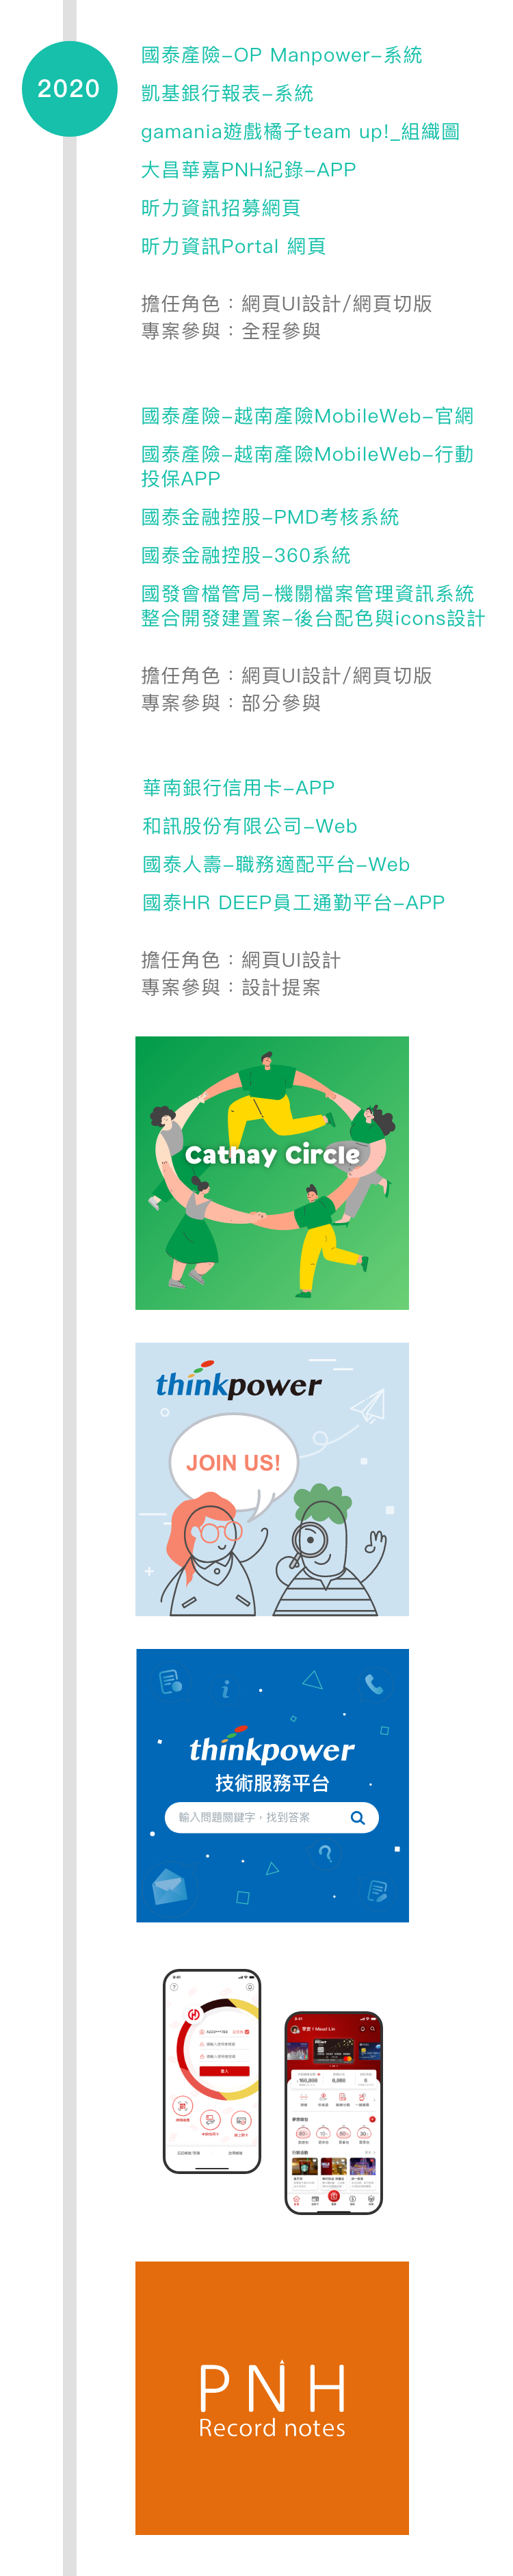 2020
國泰產險-OP Manpower-系統
凱基銀行報表-系統
gamania遊戲橘子team up!_組織圖
大昌華嘉PNH紀錄-APP
昕力資訊招募網頁
昕力資訊Portal 網頁
擔任角色：網頁UI設計/網頁切版
專案參與：全程參與
國泰產險-越南產險MobileWeb-官網
國泰產險-越南產險MobileWeb-行動
投保APP
國泰金融控股-PMD考核系統
國泰金融控股-360系統
國發會檔管局-機關檔案管理資訊系統
整合開發建置案-後台配色與icons設計
擔任角色：網頁UI設計/網頁切版
專案參與：部分參與
華南銀行信用卡-APP
和訊股份有限公司-Web
國泰人壽-職務適配平台-Web
國泰HR DEEP員工通勤平台-APP
擔任角色：網頁UI設計
專案參與：設計提案
Cathay Circle
thinkpower
JOIN US!
thinkpower
技術服務平台
輸入問題關鍵字，找到答案
PNH
Record notes